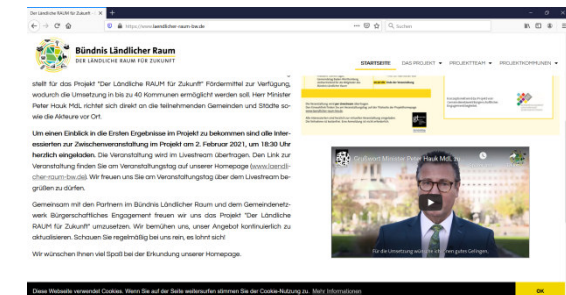 Der Ländliche RAUM für Zukunft -
https://www.laendlicher-raum-bw.de
Suchen
Bündnis Ländlicher Raum
DER LÄNDLICHE RAUM FÜR ZUKUNFT
STARTSEITE DAS PROJEKT PROJEKTTEAM PROJEKTKOMMUNEN
stellt für das Projekt "Der Ländliche RAUM für Zukunft" Fördermittel zur Verfügung,
wodurch die Umsetzung in bis zu 40 Kommunen ermöglicht werden soll. Herr Minister
Peter Hauk MdL richtet sich direkt an die teilnehmenden Gemeinden und Städte so-
wie die Akteure vor Ort.
Um einen Einblick in die Ersten Ergebnisse im Projekt zu bekommen sind alle Inter-
essierten zur Zwischenveranstaltung im Projekt am 2. Februar 2021, um 18:30 Uhr
herzlich eingeladen. Die Veranstaltung wird im Livestream übertragen. Den Link zur
Veranstaltung finden Sie am Veranstaltungstag auf unserer Homepage (www.laendli-
cher-raum-bw.de). Wir freuen uns Sie am Veranstaltungstag über dem Livestream be-
grüßen zu dürfen.
Gemeinsam mit den Partnern im Bündnis Ländlicher Raum und dem Gemeindenetz-
werk Bürgerschaftliches Engagement freuen wir uns das Projekt "Der Ländliche
RAUM für Zukunft" umzusetzen. Wir bemühen uns, unser Angebot kontinuierlich zu
aktualisieren. Schauen Sie regelmäßig bei uns rein, es lohnt sich!
Wir wünschen Ihnen viel Spaß bei der Erkundung unserer Homepage.
Grußwort Minister Peter Hauk MdL zu
Für die Umsetzung wünsche ich Ihnen gutes Gelingen.
Diese Webseite verwendet Cookies. Wenn Sie auf der Seite weitersurfen stimmen Sie der Cookie-Nutzung zu. Mehr Informationen
OK